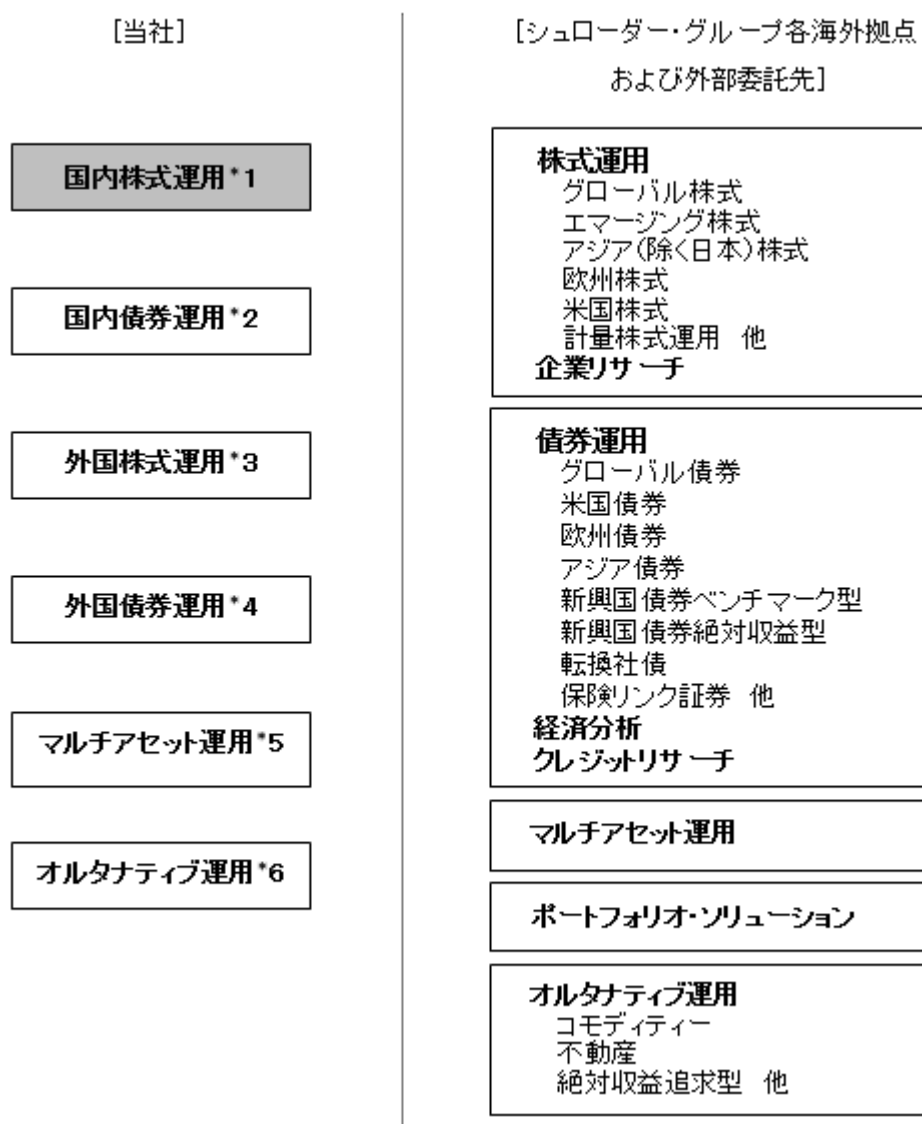 [当社]
国内株式運用*1
国内債券運用*2
外国株式運用*3
外国債券運用*4
マルチアセット運用*5
オルタナティブ運用*6
[シュローダー・グループ各海外拠点
および外部委託先]
株式運用
グローバル株式
エマージング株式
アジア(除く日本)株式
欧州株式
米国株式
計量株式運用 他
企業リサーチ
債券運用
グローバル債券
米国債券
欧州債券
アジア債券
新興国債券ベンチマーク型
新興国債券絶対収益型
転換社債
保険リンク証券 他
経済分析
クレジットリサーチ
マルチアセット運用
ポートフォリオ・ソリューション
オルタナティブ運用
コモディティー
不動産
絶対収益追求型 他